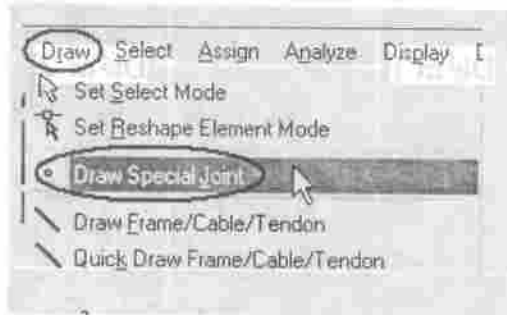 Draw Select Assign Analyze Display
Set Select Mode
Set Reshape Element Mode
Draw Special Joint
Draw Frame/Cable/Tendon
Quick Draw Frame/Cable/Tendon